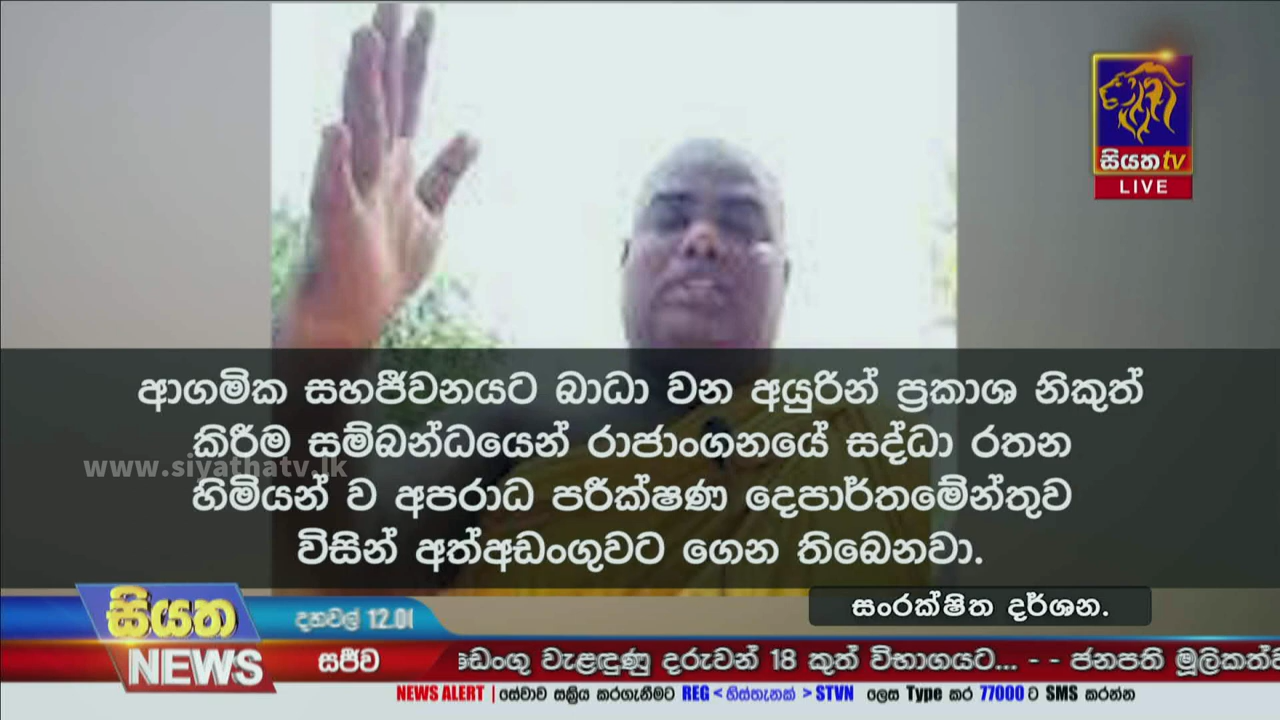 සියත tv
LIVE
ආගමික සහජීවනයට බාධා වන අයුරින් ප්‍රකාශ නිකුත්
කිරීම සම්බන්ධයෙන් රාජාංගනයේ සද්ධා රතන
www.siyathatv.lk
හිමියන් ව අපරාධ පරීක්ෂණ දෙපාර්තමේන්තුව
විසින් අත්අඩංගුවට ගෙන තිබෙනවා.
සංරක්ෂිත දර්ශන.
සියත
දහවල් 12.01
NEWS
සජීව
ඩෙංගු වැළඳුණු දරුවන් 18 කුත් විභාගයට... - - ජනපති මූලිකත්ව
NEWS ALERT | සේවාව සක්‍රීය කරගැනීමට REG < හිස්තැනක් > STVN ලෙස Type කර 77000 ට SMS කරන්න